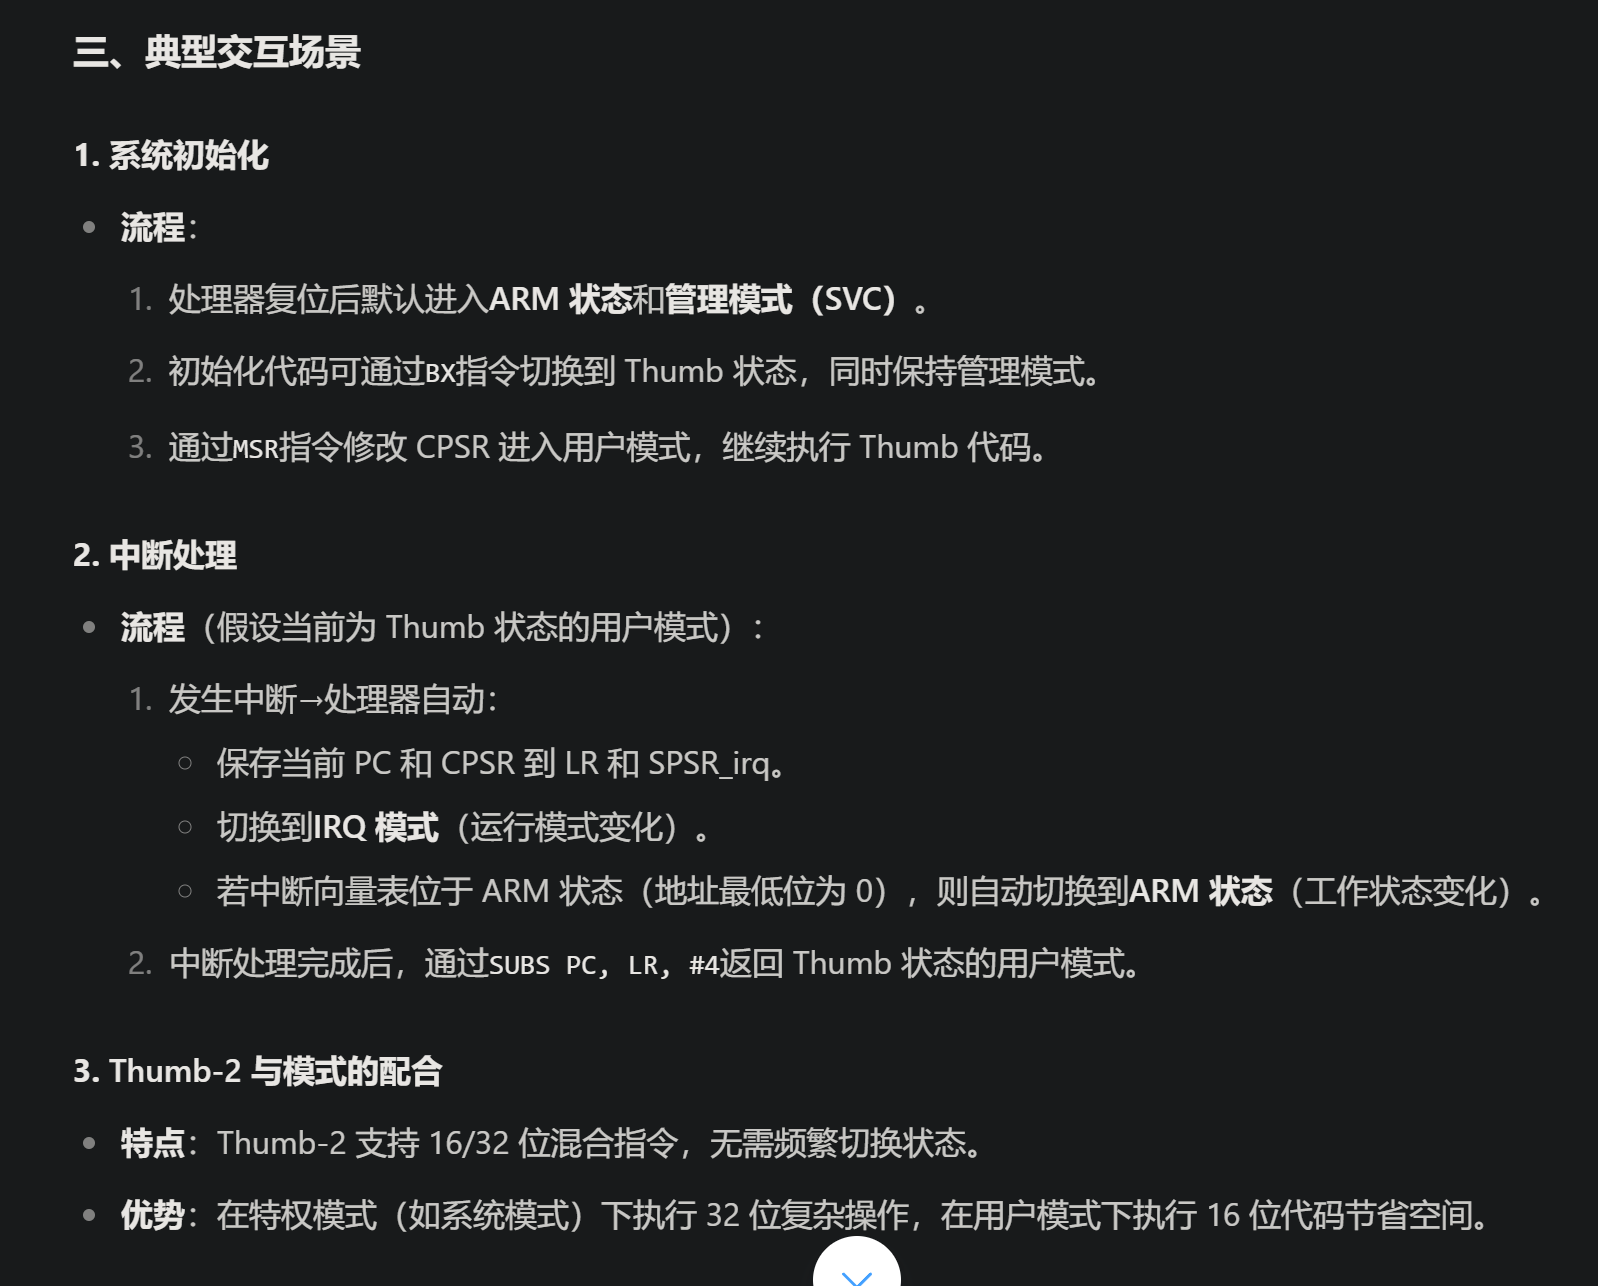 三、典型交互场景
1. 系统初始化
• 流程：
1. 处理器复位后默认进入ARM 状态和管理模式（SVC）。
2. 初始化代码可通过BX指令切换到 Thumb 状态，同时保持管理模式。
3. 通过MSR指令修改 CPSR 进入用户模式，继续执行 Thumb 代码。
2. 中断处理
• 流程（假设当前为 Thumb 状态的用户模式）：
1. 发生中断→处理器自动：
○ 保存当前 PC 和 CPSR 到 LR 和 SPSR_irq。
○ 切换到IRQ 模式（运行模式变化）。
○ 若中断向量表位于 ARM 状态（地址最低位为 0），则自动切换到ARM 状态（工作状态变化）。
2. 中断处理完成后，通过SUBS PC, LR, #4返回 Thumb 状态的用户模式。
3. Thumb-2 与模式的配合
• 特点：Thumb-2 支持 16/32 位混合指令，无需频繁切换状态。
• 优势：在特权模式（如系统模式）下执行 32 位复杂操作，在用户模式下执行 16 位代码节省空间。